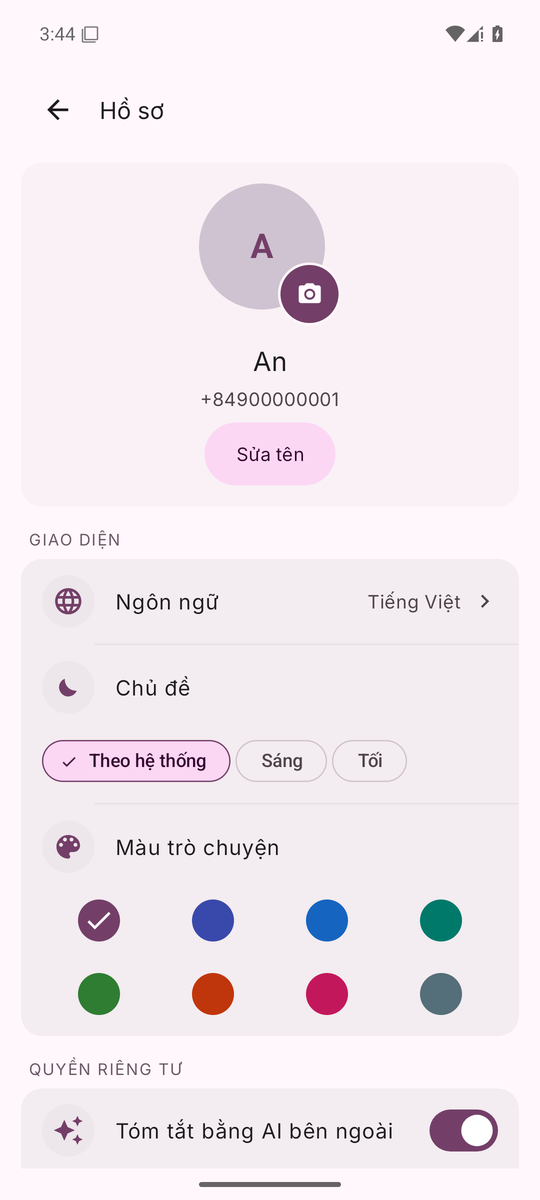 3:44
Hồ sơ
A
An
+84900000001
Sửa tên
GIAO DIỆN
Ngôn ngữ Tiếng Việt
Chủ đề
Theo hệ thống Sáng Tối
Màu trò chuyện
QUYỀN RIÊNG TƯ
Tóm tắt bằng AI bên ngoài